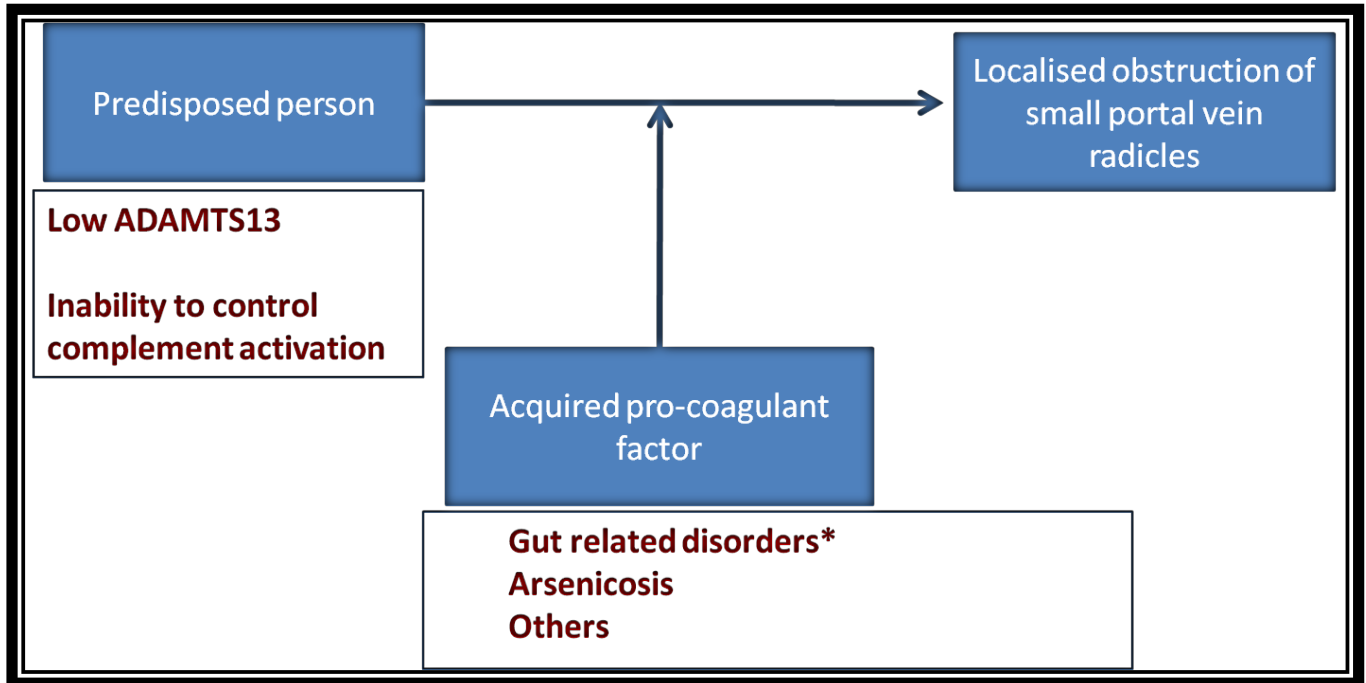 Predisposed person
Localised obstruction of
small portal vein
radicles
Low ADAMTS13
Inability to control
complement activation
Acquired pro-coagulant
factor
Gut related disorders*
Arsenicosis
Others